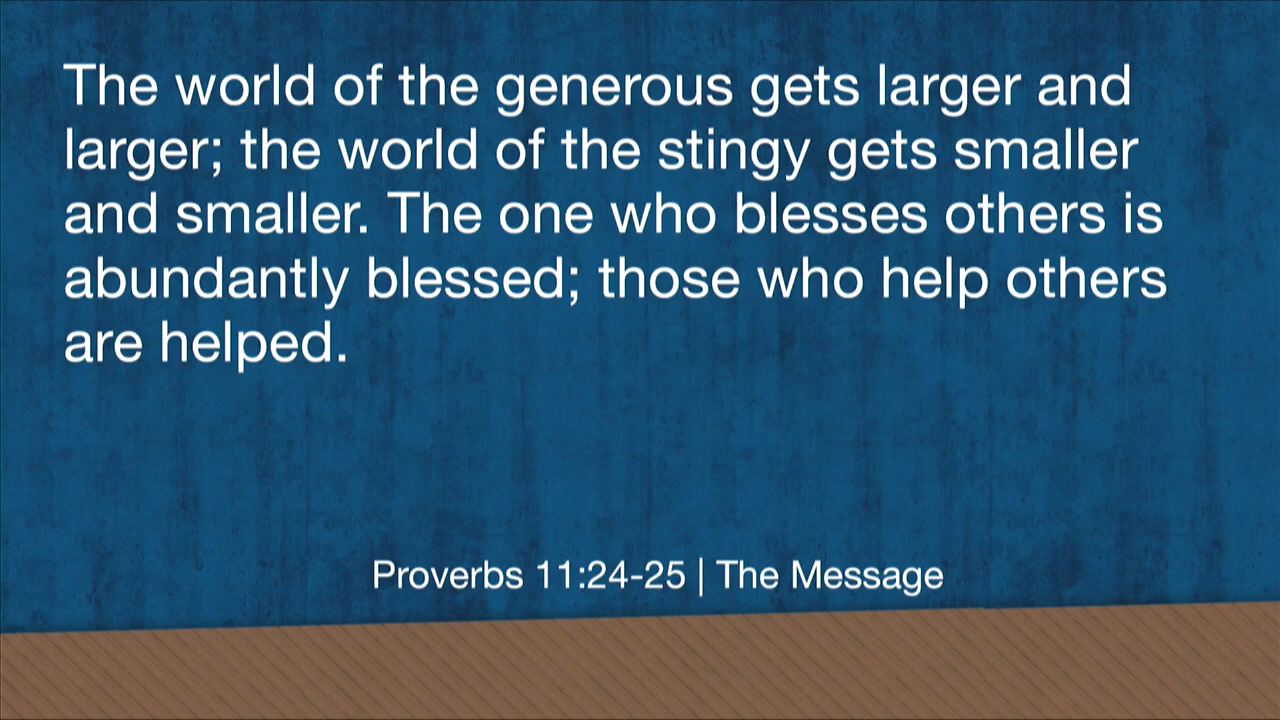 The world of the generous gets larger and
larger; the world of the stingy gets smaller
and smaller. The one who blesses others is
abundantly blessed; those who help others
are helped.
Proverbs 11:24-25 | The Message